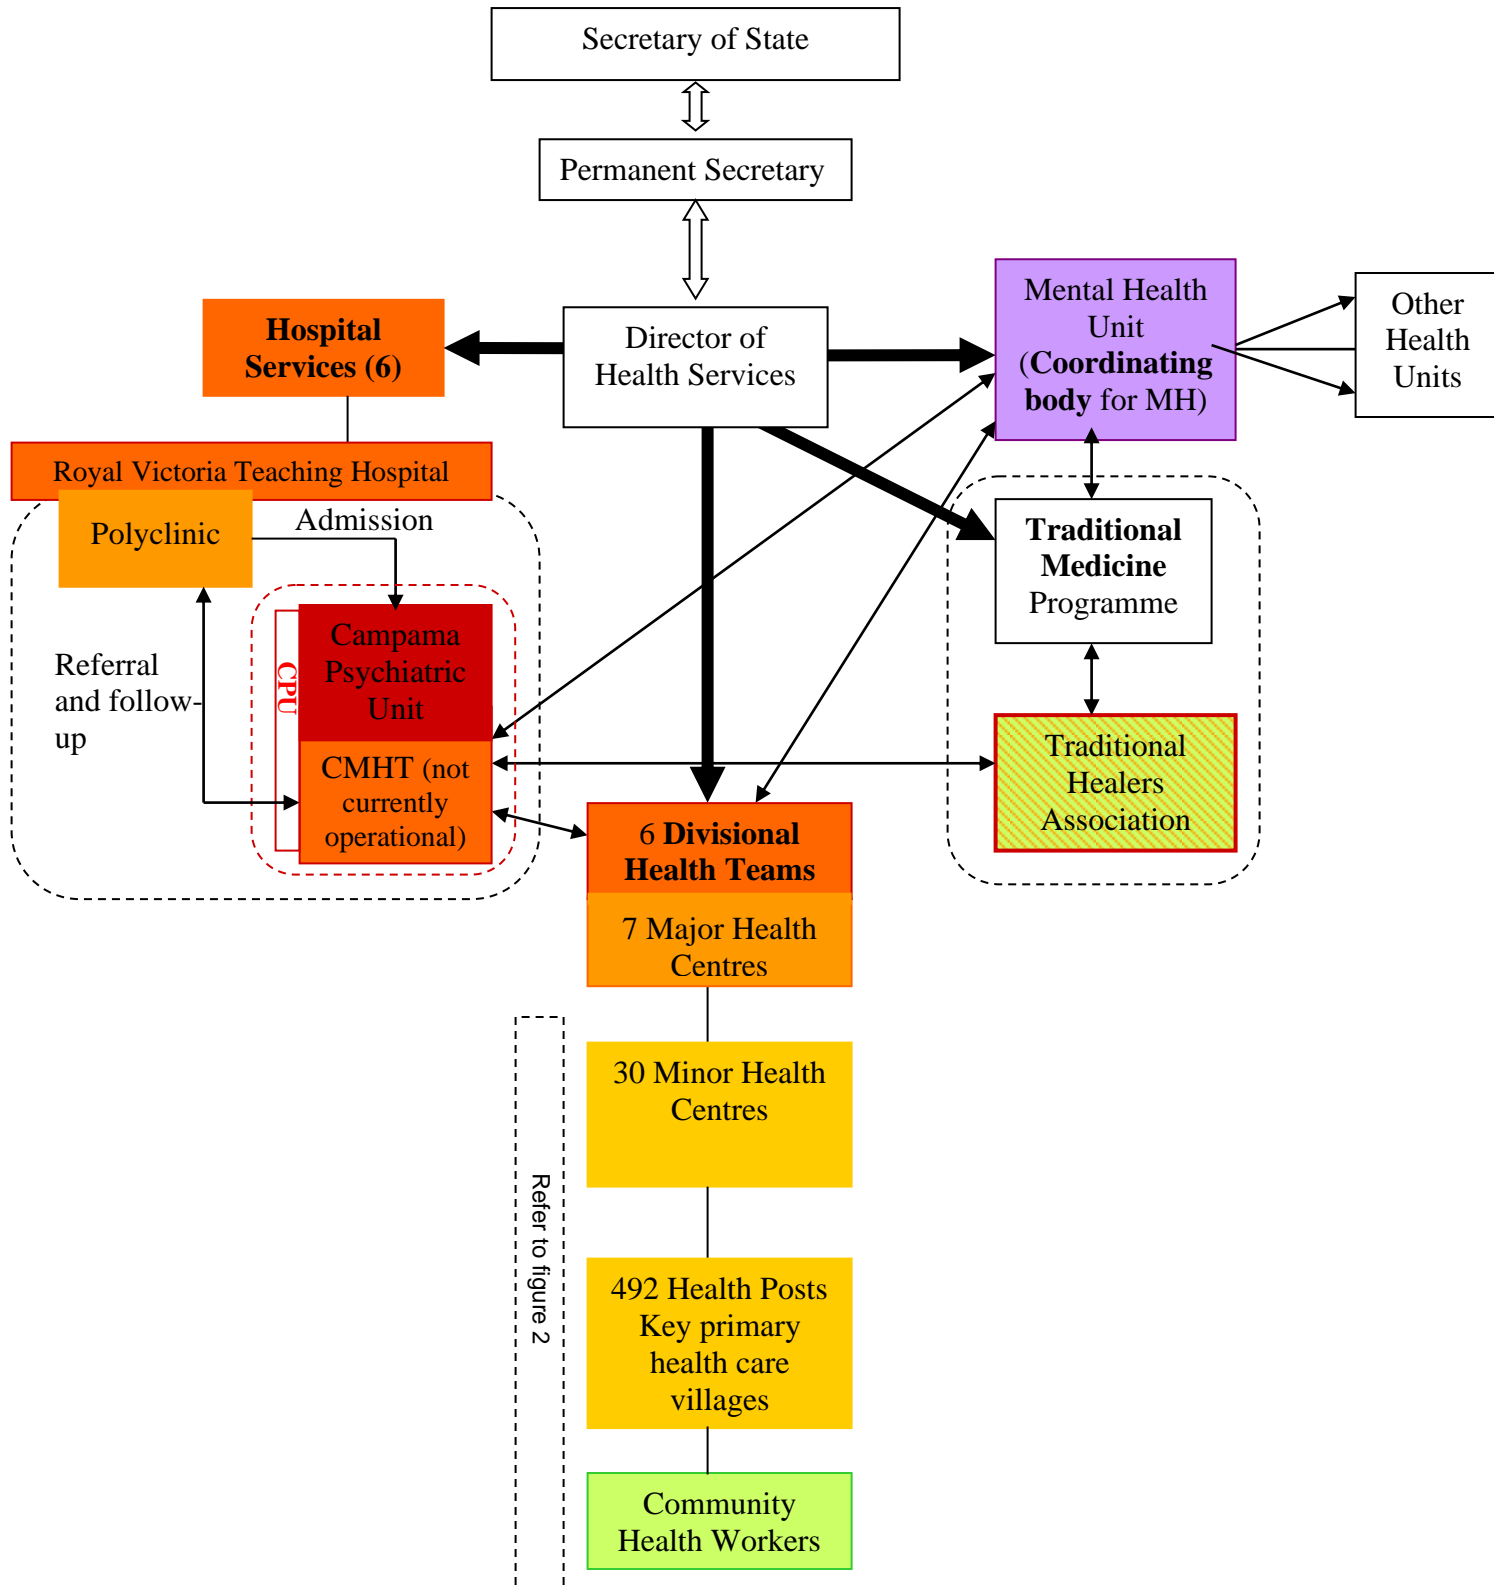 Secretary of State
Permanent Secretary
Director of
Health Services
Hospital
Services (6)
Mental Health
Unit
(Coordinating
body for MH)
Other
Health
Units
Royal Victoria Teaching Hospital
Polyclinic
Admission
Referral
and follow-
up
CPU
Campama
Psychiatric
Unit
CMHT (not
currently
operational)
Traditional
Medicine
Programme
Traditional
Healers
Association
6 Divisional
Health Teams
7 Major Health
Centres
30 Minor Health
Centres
Refer to figure 2
492 Health Posts
Key primary
health care
villages
Community
Health Workers